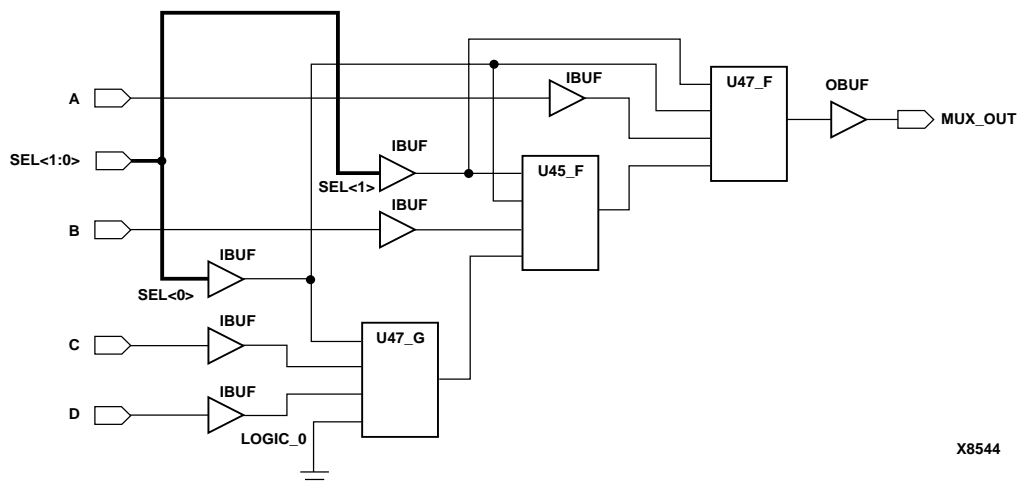 U47_F
IBUF
OBUF
A
MUX_OUT
SEL<1:0>
IBUF
U45_F
SEL<1>
IBUF
B
IBUF
SEL<0>
IBUF
U47_G
C
IBUF
D
LOGIC_0
X8544